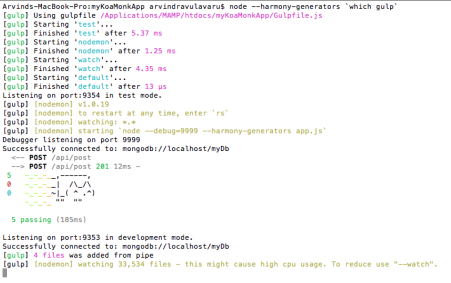 Arvinds-MacBook-Pro:myKoaMonkApp arvindravulavaru$ node --harmony-generators `which gulp`
[gulp] Using gulpfile /Applications/MAMP/htdocs/myKoaMonkApp/Gulpfile.js
[gulp] Starting 'test'...
[gulp] Finished 'test' after 5.37 ms
[gulp] Starting 'nodemon'...
[gulp] Finished 'nodemon' after 1.25 ms
[gulp] Starting 'watch'...
[gulp] Finished 'watch' after 4.35 ms
[gulp] Starting 'default'...
[gulp] Finished 'default' after 13 μs
Listening on port:9354 in test mode.
[gulp] [nodemon] v1.0.19
[gulp] [nodemon] to restart at any time, enter `rs`
[gulp] [nodemon] watching: *.*
[gulp] [nodemon] starting `node --debug=9999 --harmony-generators app.js`
Debugger listening on port 9999
Successfully connected to: mongodb://localhost/myDb
<-- POST /api/post
--> POST /api/post 201 12ms -
5   -_-_-_,------,
0   -_-_-_|  /\_/\
0   -_-_-~|_( ^ .^)
    -_-_- ""  ""
5 passing (185ms)
Listening on port:9353 in development mode.
Successfully connected to: mongodb://localhost/myDb
[gulp] 4 files was added from pipe
[gulp] [nodemon] watching 33,534 files - this might cause high cpu usage. To reduce use "--watch".